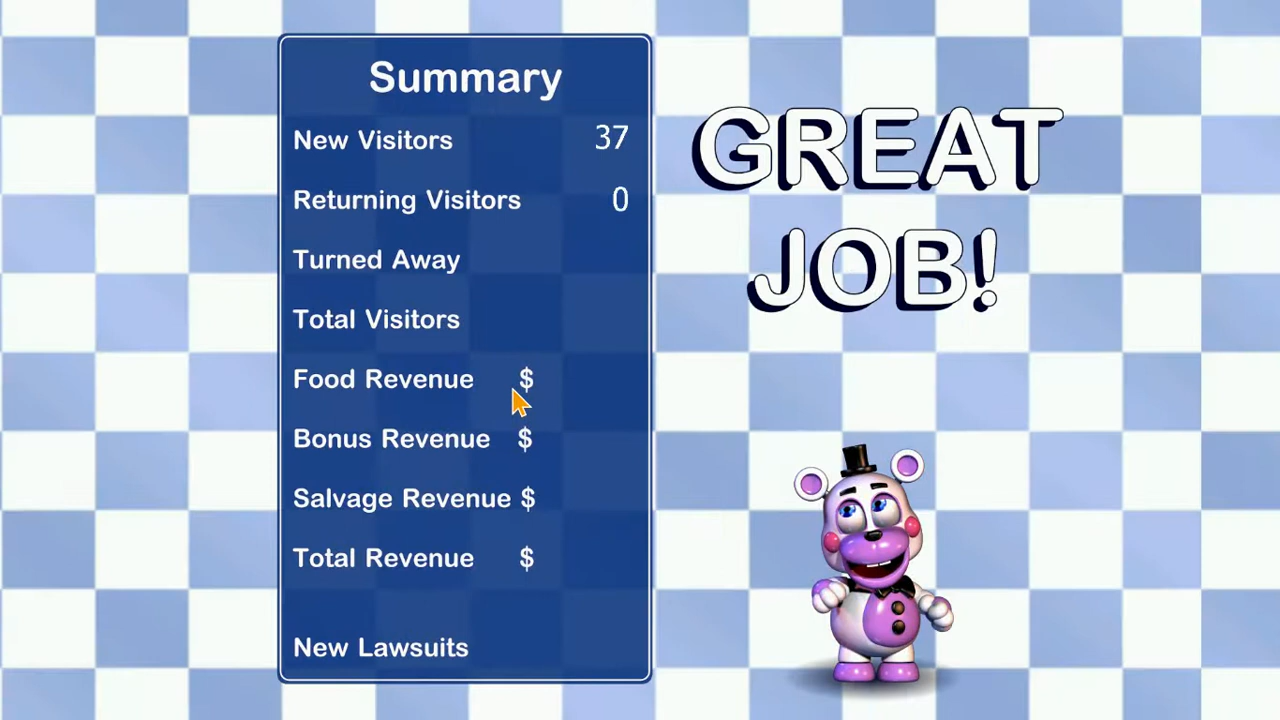 Summary
New Visitors 37
Returning Visitors 0
Turned Away
Total Visitors
Food Revenue $
Bonus Revenue $
Salvage Revenue $
Total Revenue $
New Lawsuits
GREAT
JOB!